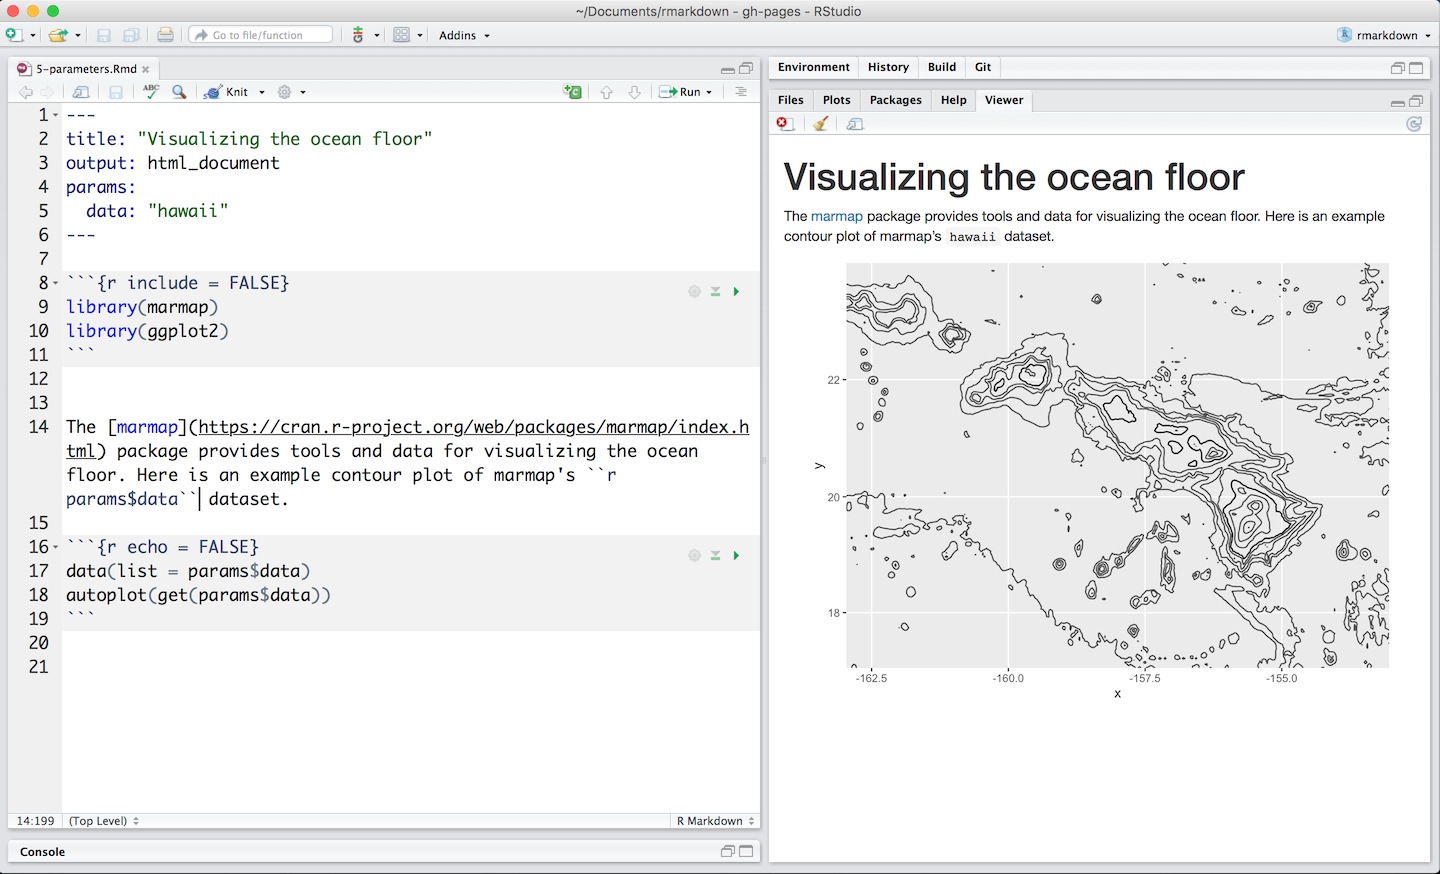 ~/Documents/rmarkdown - gh-pages - RStudio
Go to file/function
Addins
rmarkdown
5-parameters.Rmd
ABC
Knit
Run
1 ---
2 title: "Visualizing the ocean floor"
3 output: html_document
4 params:
5 data: "hawaii"
6 ---
7
8 ```{r include = FALSE}
9 library(marmap)
10 library(ggplot2)
11 ```
12
13
14 The [marmap](https://cran.r-project.org/web/packages/marmap/index.h
tml) package provides tools and data for visualizing the ocean
floor. Here is an example contour plot of marmap's ``r
params$data`` dataset.
15
16 ```{r echo = FALSE}
17 data(list = params$data)
18 autoplot(get(params$data))
19 ```
20
21
14:199 (Top Level) R Markdown
Console
Environment History Build Git
Files Plots Packages Help Viewer
Visualizing the ocean floor
The marmap package provides tools and data for visualizing the ocean floor. Here is an example
contour plot of marmap’s hawaii dataset.
22
20
18
y
-162.5 -160.0 -157.5 -155.0
x